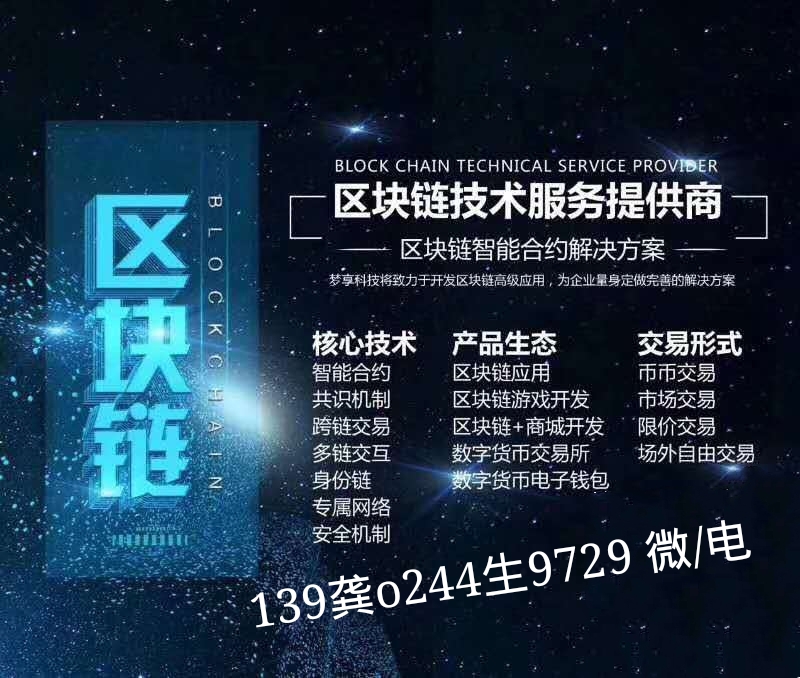 区块链
BLOCKCHAIN
BLOCK CHAIN TECHNICAL SERVICE PROVIDER
区块链技术服务提供商
区块链智能合约解决方案
梦享科技将致力于开发区块链高级应用，为企业量身定做完善的解决方案
核心技术
智能合约
共识机制
跨链交易
多链交互
身份链
专属网络
安全机制
产品生态
区块链应用
区块链游戏开发
区块链+商城开发
数字货币交易所
数字货币电子钱包
交易形式
币币交易
市场交易
限价交易
场外自由交易
139龚o244生9729 微/电